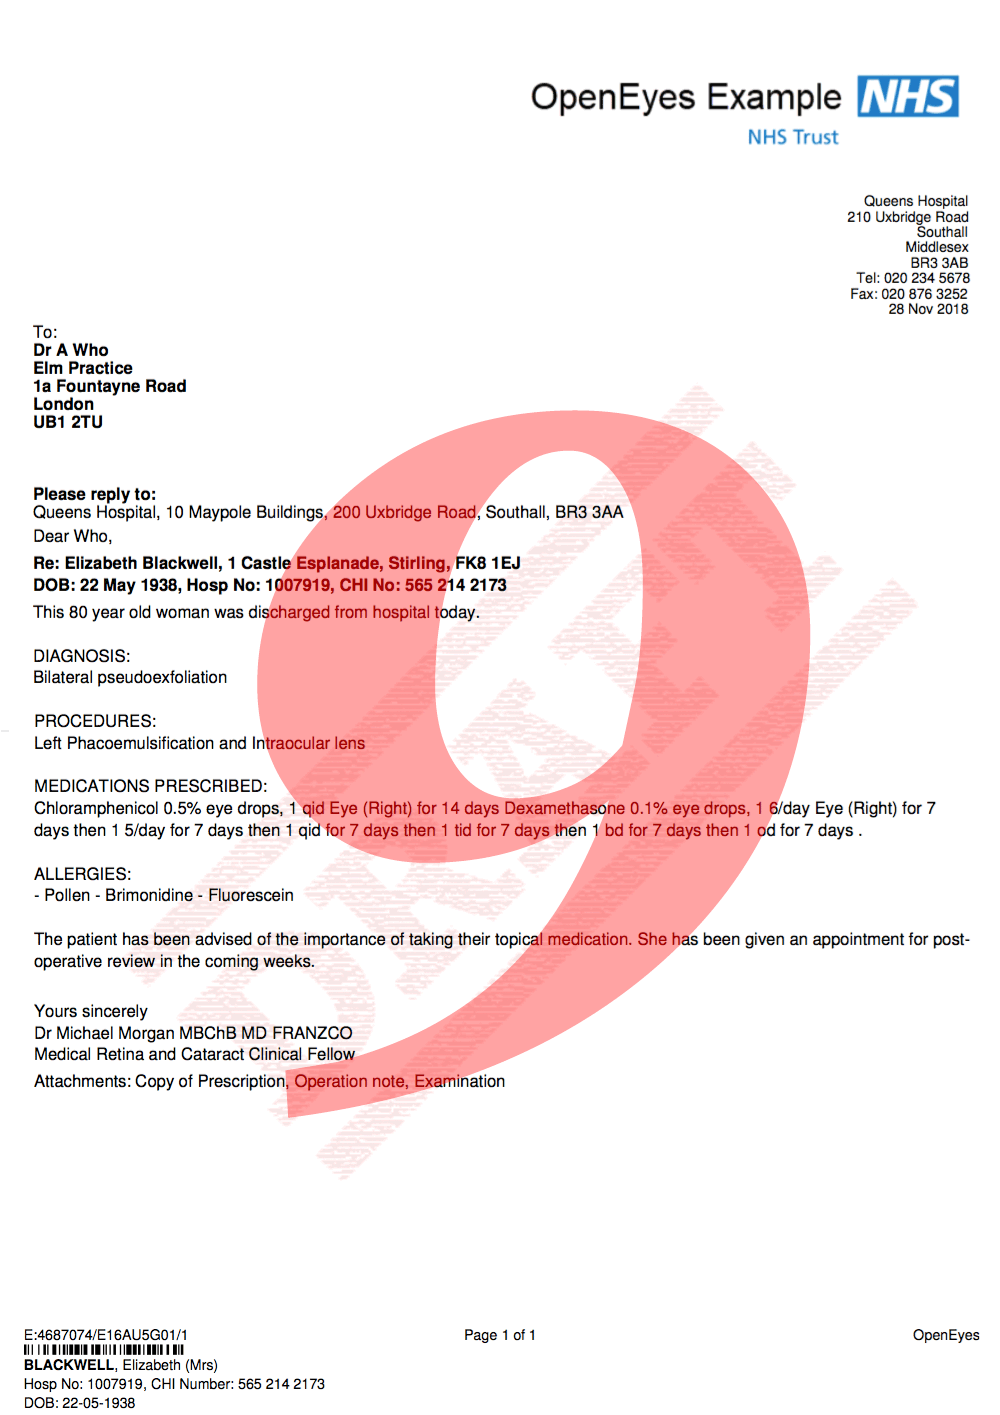 OpenEyes Example NHS
NHS Trust
Queens Hospital
210 Uxbridge Road
Southall
Middlesex
BR3 3AB
Tel: 020 234 5678
Fax: 020 876 3252
28 Nov 2018
To:
Dr A Who
Elm Practice
1a Fountayne Road
London
UB1 2TU
Please reply to:
Queens Hospital, 10 Maypole Buildings, 200 Uxbridge Road, Southall, BR3 3AA
Dear Who,
Re: Elizabeth Blackwell, 1 Castle Esplanade, Stirling, FK8 1EJ
DOB: 22 May 1938, Hosp No: 1007919, CHI No: 565 214 2173
This 80 year old woman was discharged from hospital today.
DIAGNOSIS:
Bilateral pseudoexfoliation
PROCEDURES:
Left Phacoemulsification and Intraocular lens
MEDICATIONS PRESCRIBED:
Chloramphenicol 0.5% eye drops, 1 qid Eye (Right) for 14 days Dexamethasone 0.1% eye drops, 1 6/day Eye (Right) for 7
days then 1 5/day for 7 days then 1 qid for 7 days then 1 tid for 7 days then 1 bd for 7 days then 1 od for 7 days .
ALLERGIES:
- Pollen - Brimonidine - Fluorescein
The patient has been advised of the importance of taking their topical medication. She has been given an appointment for post-
operative review in the coming weeks.
Yours sincerely
Dr Michael Morgan MBChB MD FRANZCO
Medical Retina and Cataract Clinical Fellow
Attachments: Copy of Prescription, Operation note, Examination
DRAFT
9
E:4687074/E16AU5G01/1
Page 1 of 1
OpenEyes
BLACKWELL, Elizabeth (Mrs)
Hosp No: 1007919, CHI Number: 565 214 2173
DOB: 22-05-1938